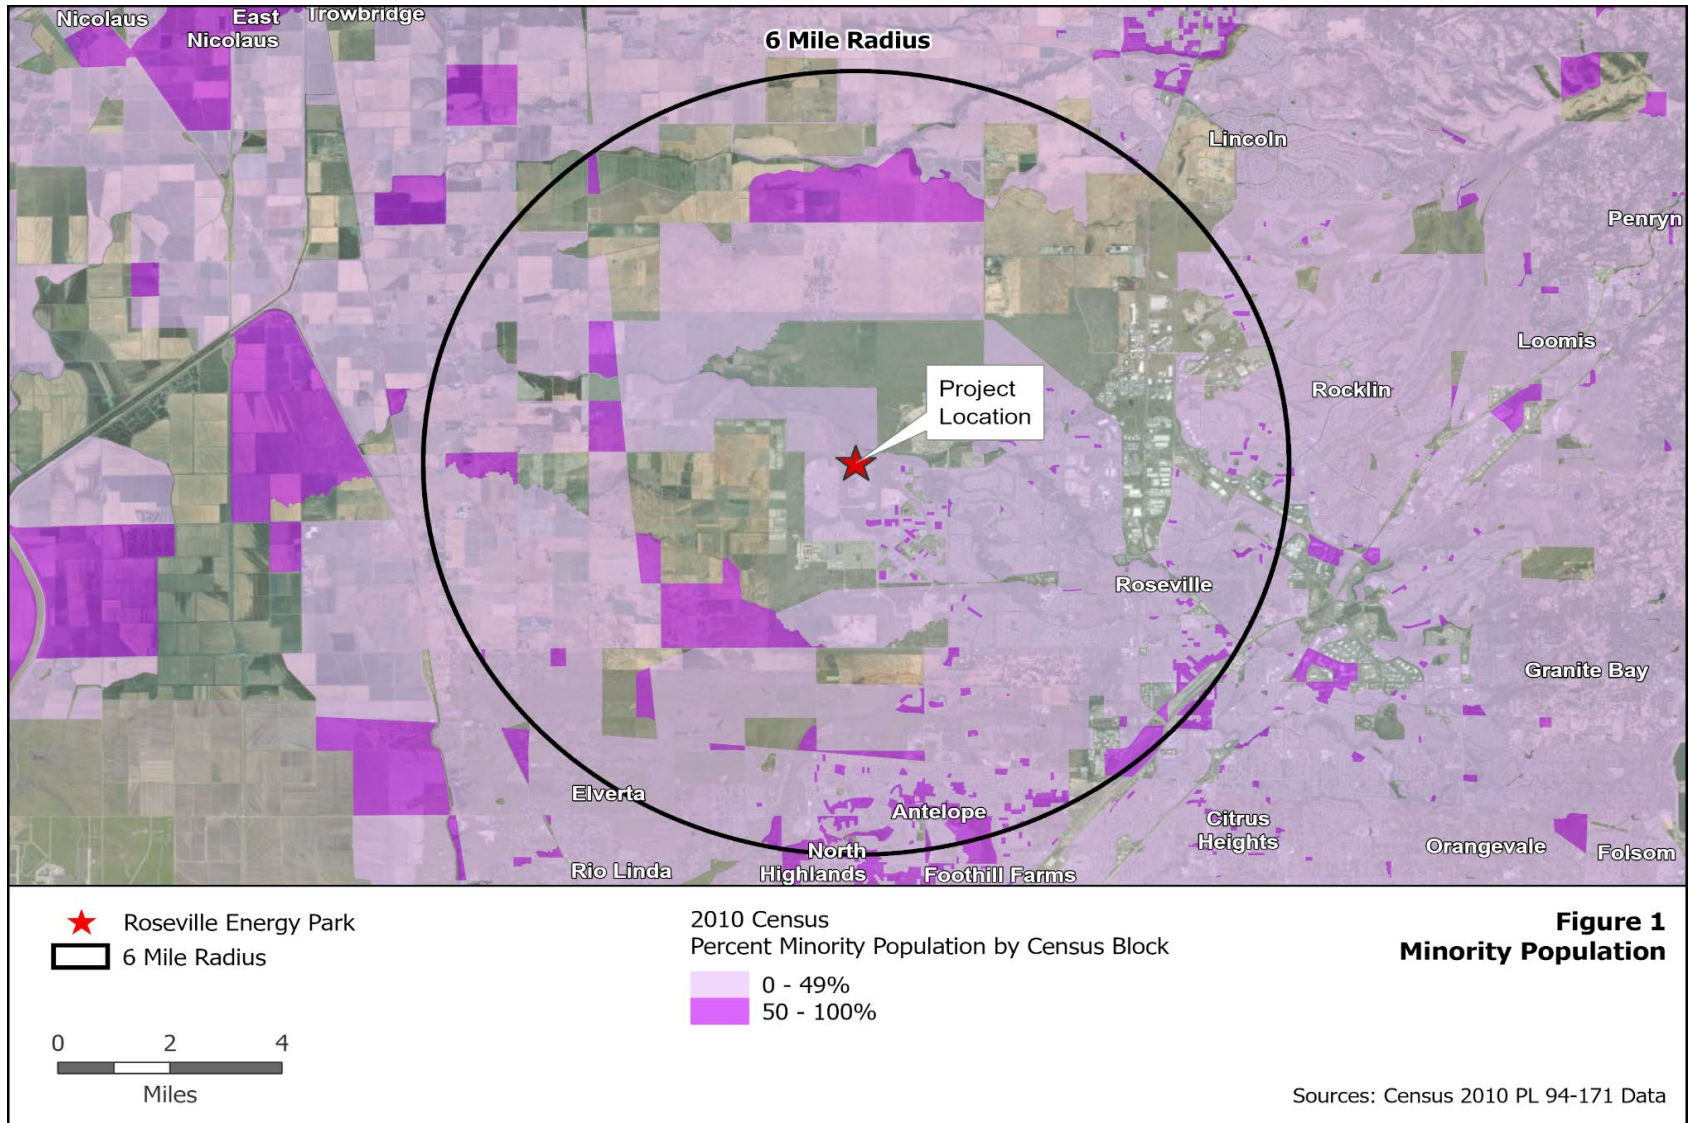 Nicolaus
East
Nicolaus
Trowbridge
6 Mile Radius
Lincoln
Penryn
Loomis
Rocklin
Project
Location
Roseville
Granite Bay
Elverta
Antelope
Citrus
Heights
Orangevale
Folsom
Rio Linda
North
Highlands
Foothill Farms
Roseville Energy Park
6 Mile Radius
0 2 4
Miles
2010 Census
Percent Minority Population by Census Block
0 - 49%
50 - 100%
Figure 1
Minority Population
Sources: Census 2010 PL 94-171 Data